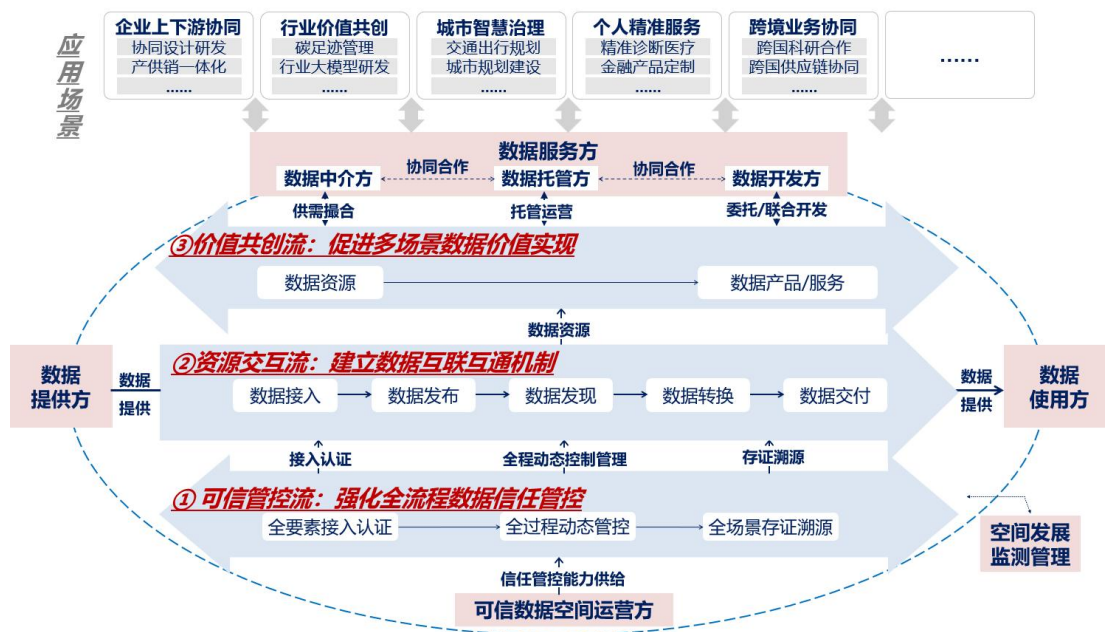 应用场景
企业上下游协同
协同设计研发
产供销一体化
……
行业价值共创
碳足迹管理
行业大模型研发
……
城市智慧治理
交通出行规划
城市规划建设
……
个人精准服务
精准诊断医疗
金融产品定制
……
跨境业务协同
跨国科研合作
跨国供应链协同
……
……
数据服务方
数据中介方
协同合作
数据托管方
协同合作
数据开发方
供需撮合
托管运营
委托/联合开发
③价值共创流：促进多场景数据价值实现
数据资源
数据产品/服务
数据资源
数据
提供方
数据
提供
②资源交互流：建立数据互联互通机制
数据接入
数据发布
数据发现
数据转换
数据交付
数据
提供
数据
使用方
接入认证
全程动态控制管理
存证溯源
①可信管控流：强化全流程数据信任管控
全要素接入认证
全过程动态管控
全场景存证溯源
空间发展
监测管理
信任管控能力供给
可信数据空间运营方